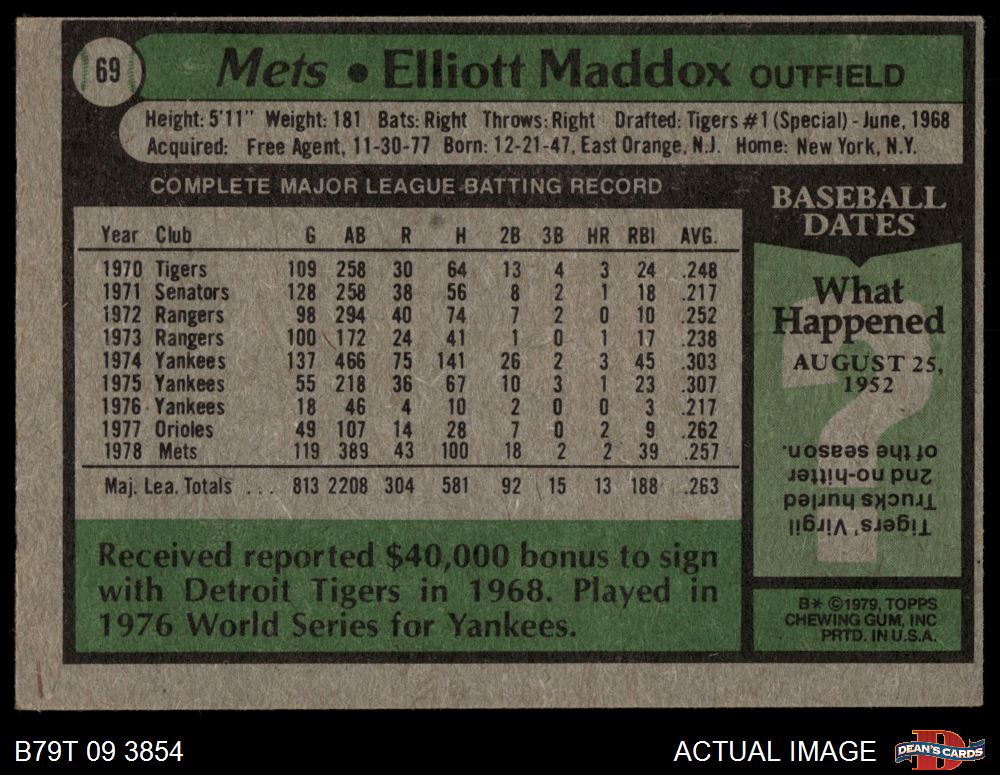 69
Mets • Elliott Maddox OUTFIELD
Height: 5'11" Weight: 181 Bats: Right Throws: Right Drafted: Tigers #1 (Special) - June, 1968
Acquired: Free Agent, 11-30-77 Born: 12-21-47, East Orange, N.J. Home: New York, N.Y.
COMPLETE MAJOR LEAGUE BATTING RECORD
Year Club G AB R H 2B 3B HR RBI AVG.
1970 Tigers 109 258 30 64 13 4 3 24 .248
1971 Senators 128 258 38 56 8 2 1 18 .217
1972 Rangers 98 294 40 74 7 2 0 10 .252
1973 Rangers 100 172 24 41 1 0 1 17 .238
1974 Yankees 137 466 75 141 26 2 3 45 .303
1975 Yankees 55 218 36 67 10 3 1 23 .307
1976 Yankees 18 46 4 10 2 0 0 3 .217
1977 Orioles 49 107 14 28 7 0 2 9 .262
1978 Mets 119 389 43 100 18 2 2 39 .257
Maj. Lea. Totals ... 813 2208 304 581 92 15 13 188 .263
Received reported $40,000 bonus to sign
with Detroit Tigers in 1968. Played in
1976 World Series for Yankees.
BASEBALL
DATES
What
Happened
AUGUST 25,
1952
?
Tigers' Virgil
Trucks hurled
2nd no-hitter
of the season.
B* ©1979, TOPPS
CHEWING GUM, INC
PRTD. IN U.S.A.
B79T 09 3854
ACTUAL IMAGE
DEAN'S CARDS